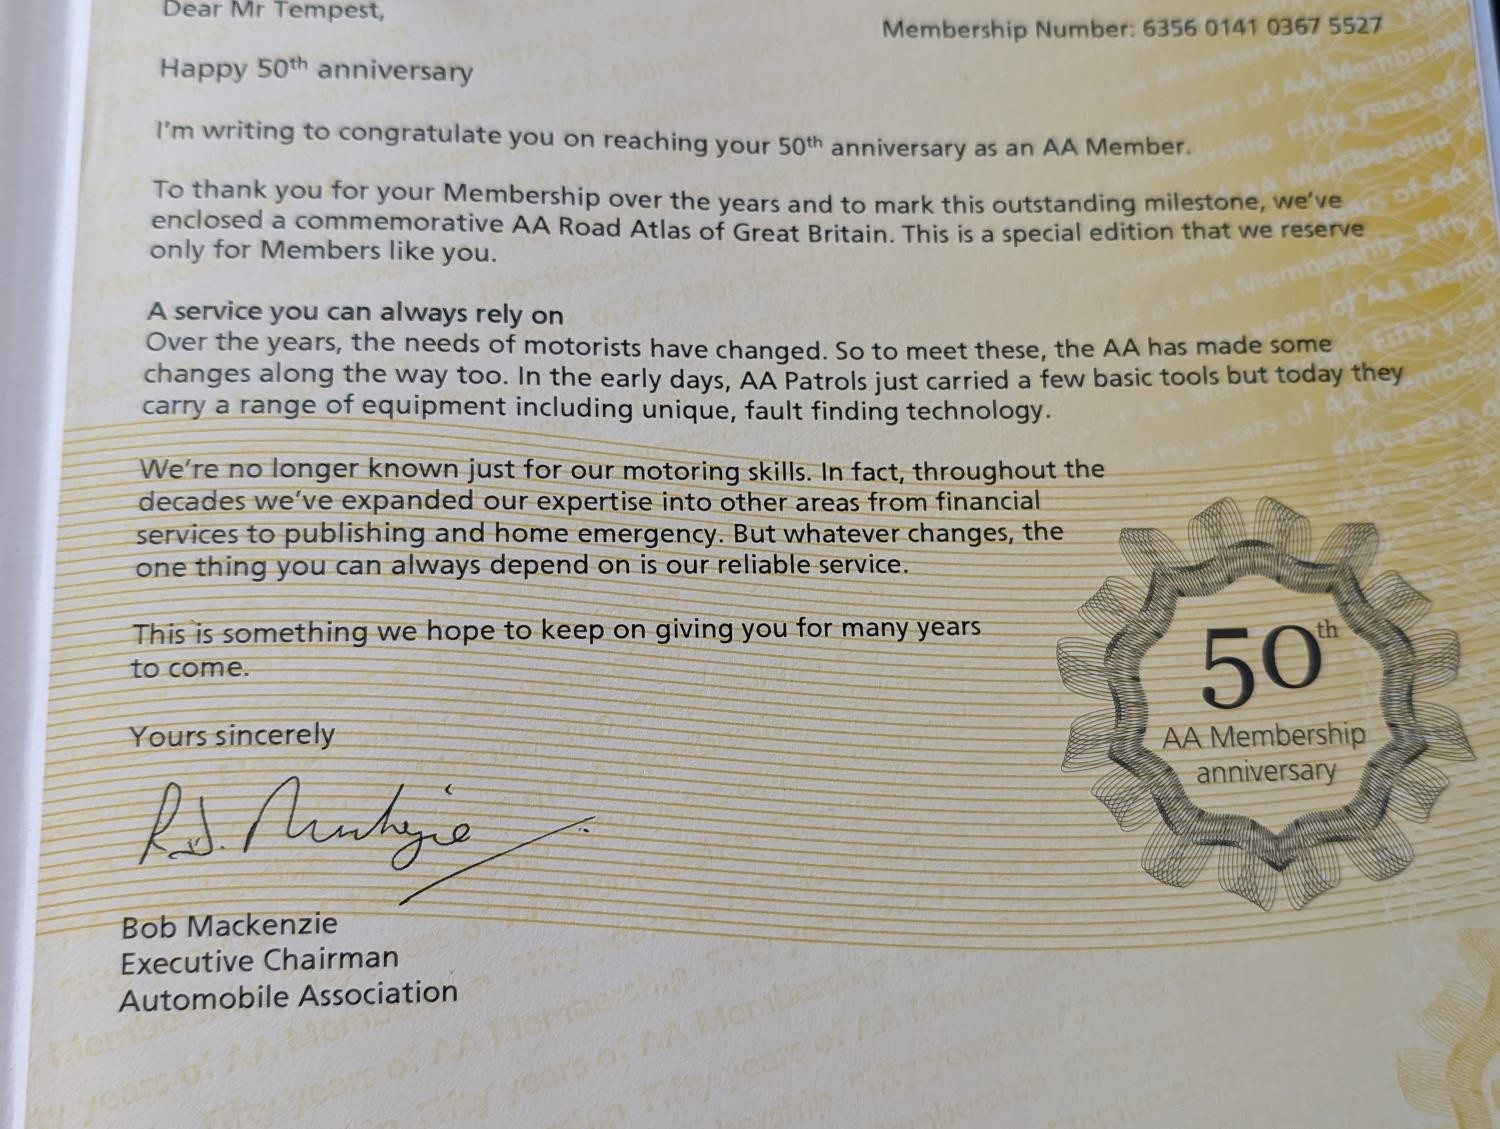 Dear Mr Tempest,
Membership Number: 6356 0141 0367 5527
Happy 50th anniversary
I'm writing to congratulate you on reaching your 50th anniversary as an AA Member.
To thank you for your Membership over the years and to mark this outstanding milestone, we've
enclosed a commemorative AA Road Atlas of Great Britain. This is a special edition that we reserve
only for Members like you.
A service you can always rely on
Over the years, the needs of motorists have changed. So to meet these, the AA has made some
changes along the way too. In the early days, AA Patrols just carried a few basic tools but today they
carry a range of equipment including unique, fault finding technology.
We're no longer known just for our motoring skills. In fact, throughout the
decades we've expanded our expertise into other areas from financial
services to publishing and home emergency. But whatever changes, the
one thing you can always depend on is our reliable service.
This is something we hope to keep on giving you for many years
to come.
Yours sincerely
R.J. Mackenzie
Bob Mackenzie
Executive Chairman
Automobile Association
50th
AA Membership
anniversary